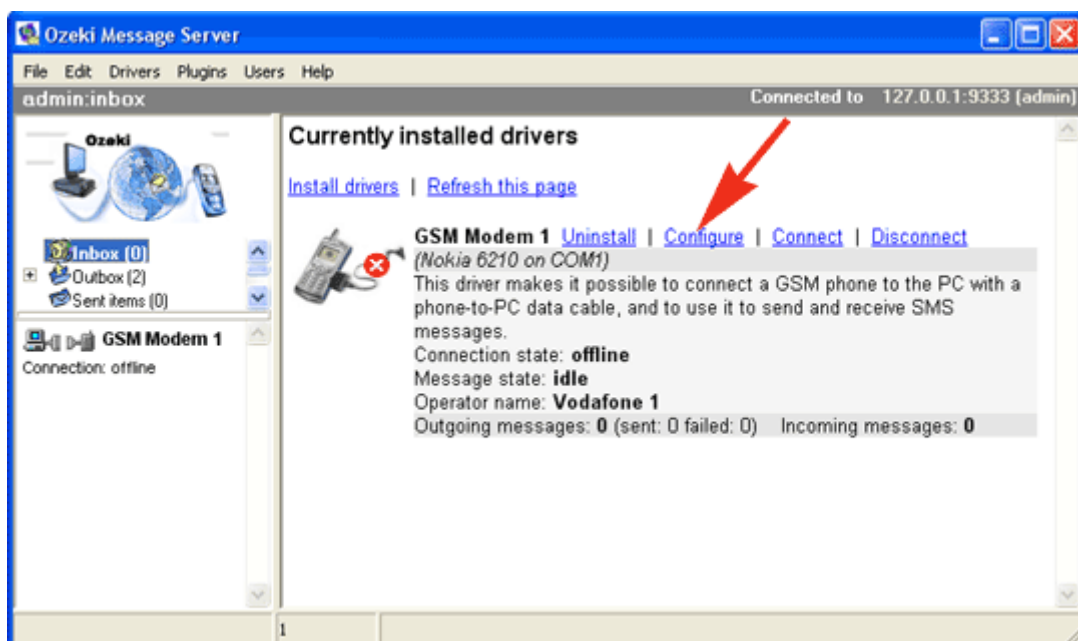 Ozeki Message Server
File Edit Drivers Plugins Users Help
admin:inbox Connected to 127.0.0.1:9333 (admin)
Ozeki
Inbox (0)
Outbox (2)
Sent items (0)
GSM Modem 1
Connection: offline
Currently installed drivers
Install drivers | Refresh this page
GSM Modem 1 Uninstall | Configure | Connect | Disconnect
(Nokia 6210 on COM1)
This driver makes it possible to connect a GSM phone to the PC with a
phone-to-PC data cable, and to use it to send and receive SMS
messages.
Connection state: offline
Message state: idle
Operator name: Vodafone 1
Outgoing messages: 0 (sent: 0 failed: 0) Incoming messages: 0
1